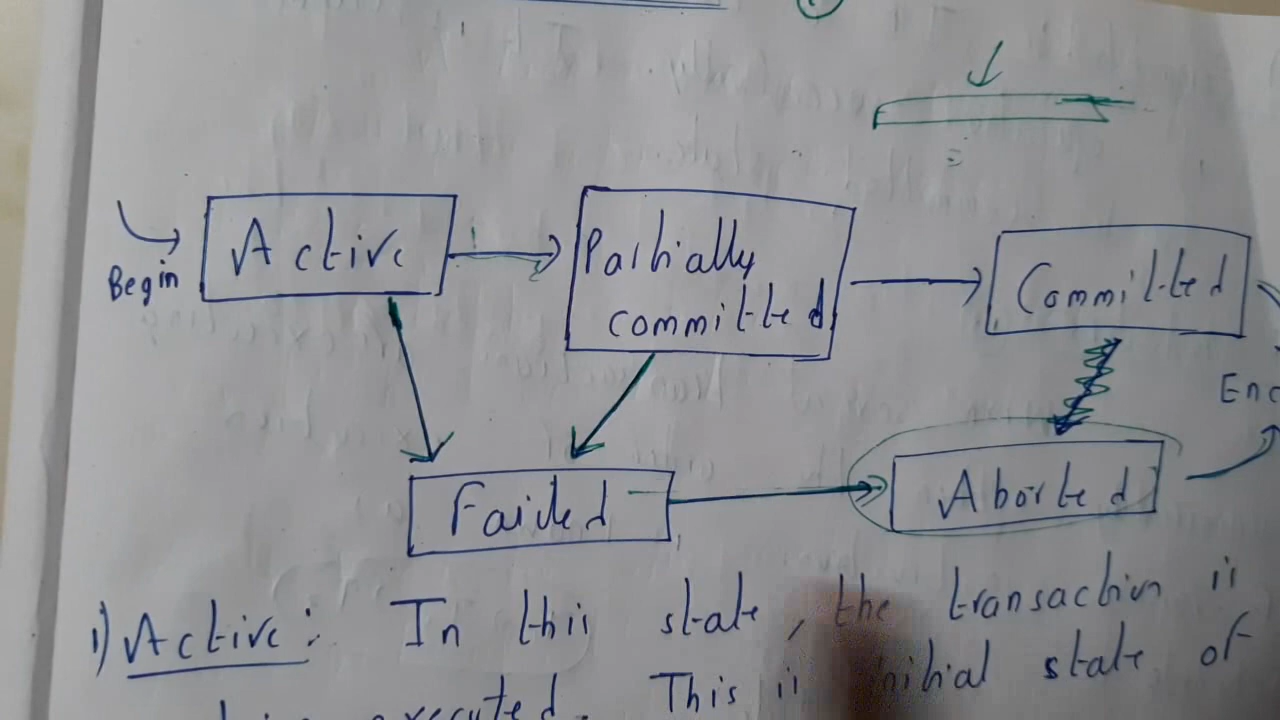 Begin
Active
Partially
committed
Committed
End
Failed
Aborted
i) Active: In this state, the transaction is
executed. This is initial state of